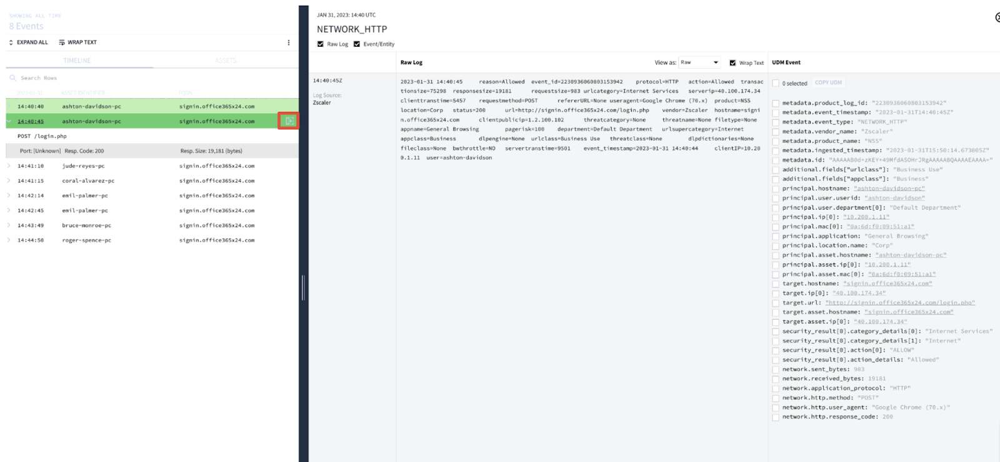 SHOWING ALL TIME
8 Events
EXPAND ALL WRAP TEXT
TIMELINE ASSETS
Search Rows
2023-01-31 ASSET IDENTIFIER FQDN
14:40:40 ashton-davidson-pc signin.office365x24.com
14:40:45 ashton-davidson-pc signin.office365x24.com
POST /login.php
Port: [Unknown] Resp. Code: 200 Resp. Size: 19,181 (bytes)
14:41:10 jude-reyes-pc signin.office365x24.com
14:41:15 coral-alvarez-pc signin.office365x24.com
14:42:14 emil-palmer-pc signin.office365x24.com
14:42:45 emil-palmer-pc signin.office365x24.com
14:43:49 bruce-monroe-pc signin.office365x24.com
14:44:50 roger-spence-pc signin.office365x24.com
JAN 31, 2023: 14:40 UTC
NETWORK_HTTP
Raw Log Event/Entity
Raw Log View as: Raw Wrap Text
14:40:45Z
Log Source:
Zscaler
2023-01-31 14:40:45 reason=Allowed event_id=2230936060803153942 protocol=HTTP action=Allowed transac
tionsize=75298 responsesize=19181 requestsize=983 urlcategory=Internet Services serverip=40.100.174.34
clienttranstime=5457 requestmethod=POST refererURL=None useragent=Google Chrome (70.x) product=NSS
location=Corp status=200 url=http://signin.office365x24.com/login.php vendor=Zscaler hostname=signi
n.office365x24.com clientpublicip=1.2.100.102 threatcategory=None threatname=None filetype=None
appname=General Browsing pagerisk=100 department=Default Department urlsupercategory=Internet
appclass=Business dlpengine=None urlclass=Business Use threatclass=None dlpdictionaries=None
fileclass=None bwthrottle=NO servertranstime=9501 event_timestamp=2023-01-31 14:40:44 clientIP=10.20
0.1.11 user=ashton-davidson
UDM Event
0 selected COPY UDM
metadata.product_log_id: "2230936060803153942"
metadata.event_timestamp: "2023-01-31T14:40:45Z"
metadata.event_type: "NETWORK_HTTP"
metadata.vendor_name: "Zscaler"
metadata.product_name: "NSS"
metadata.ingested_timestamp: "2023-01-31T15:50:14.673005Z"
metadata.id:
additional.fields["urlclass"]: "Business Use"
additional.fields["appclass"]: "Business"
principal.hostname: "ashton-davidson-pc"
principal.user.userid: "ashton-davidson"
principal.user.department[0]: "Default Department"
principal.ip[0]: "10.200.1.11"
principal.mac[0]: "0a:6d:f0:09:51:a1"
principal.application: "General Browsing"
principal.location.name: "Corp"
principal.asset.hostname: "ashton-davidson-pc"
principal.asset.ip[0]: "10.200.1.11"
principal.asset.mac[0]: "0a:6d:f0:09:51:a1"
target.hostname: "signin.office365x24.com"
target.ip[0]: "40.100.174.34"
target.url: "http://signin.office365x24.com/login.php"
target.asset.hostname: "signin.office365x24.com"
target.asset.ip[0]: "40.100.174.34"
security_result[0].category_details[0]: "Internet Services"
security_result[0].category_details[1]: "Internet"
security_result[0].action[0]: "ALLOW"
security_result[0].action_details: "Allowed"
network.sent_bytes: 983
network.received_bytes: 19181
network.application_protocol: "HTTP"
network.http.method: "POST"
network.http.user_agent: "Google Chrome (70.x)"
network.http.response_code: 200